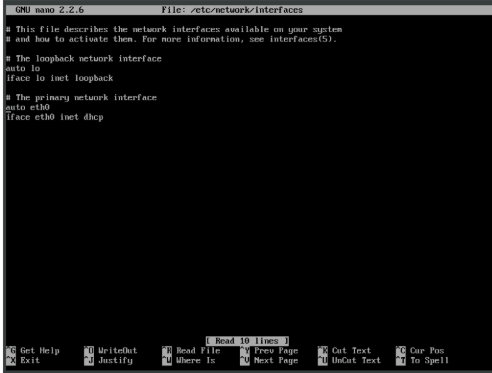 GNU nano 2.2.6 File: /etc/network/interfaces
# This file describes the network interfaces available on your system
# and how to activate them. For more information, see interfaces(5).
# The loopback network interface
auto lo
iface lo inet loopback
# The primary network interface
auto eth0
iface eth0 inet dhcp
[ Read 10 lines ]
^G Get Help ^O WriteOut ^R Read File ^Y Prev Page ^K Cut Text ^C Cur Pos
^X Exit ^J Justify ^W Where Is ^V Next Page ^U UnCut Text ^T To Spell